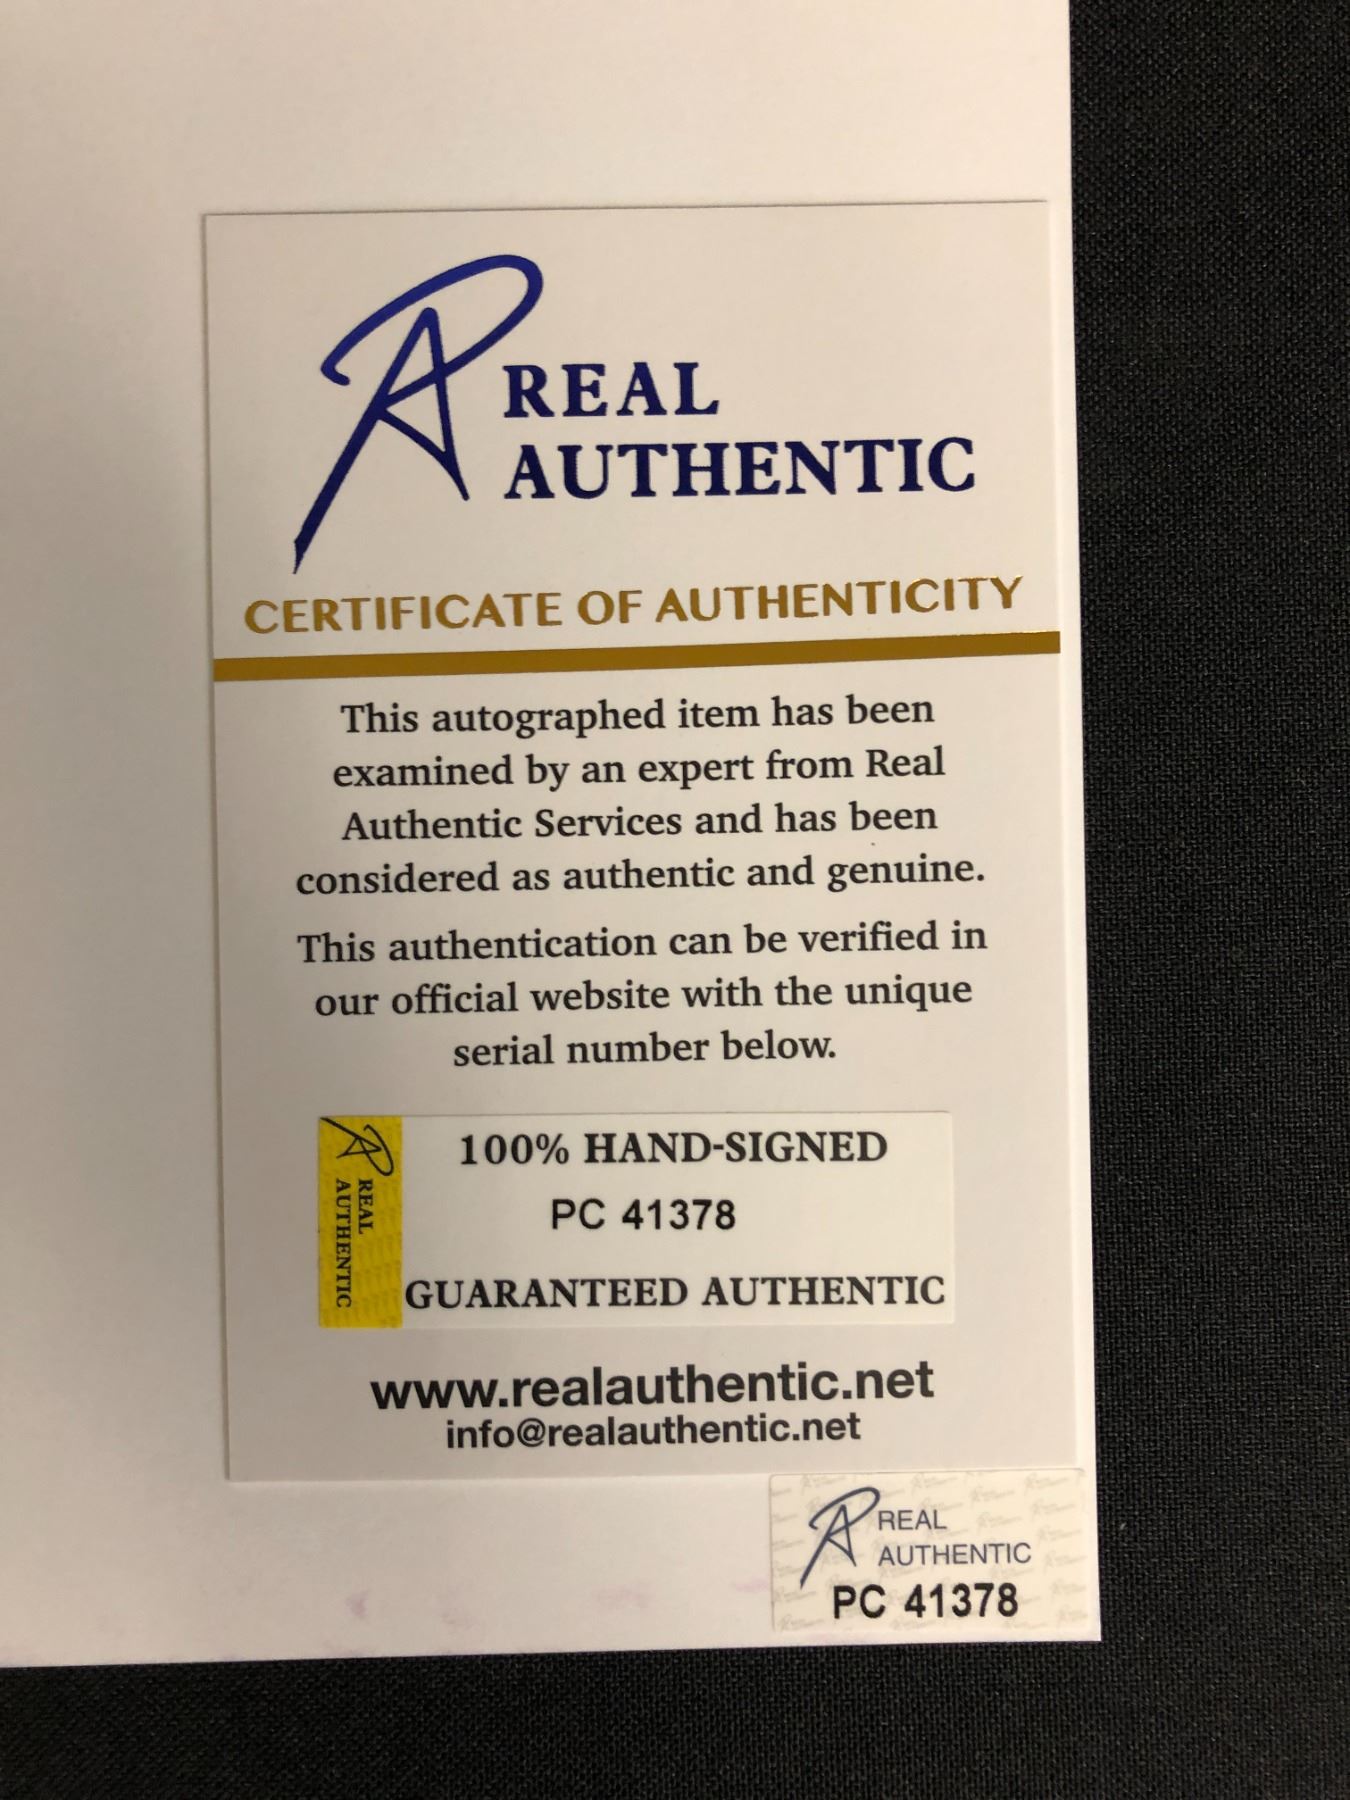 REAL
AUTHENTIC
CERTIFICATE OF AUTHENTICITY
This autographed item has been
examined by an expert from Real
Authentic Services and has been
considered as authentic and genuine.
This authentication can be verified in
our official website with the unique
serial number below.
REAL
AUTHENTIC
100% HAND-SIGNED
PC 41378
GUARANTEED AUTHENTIC
www.realauthentic.net
info@realauthentic.net
REAL
AUTHENTIC
PC 41378